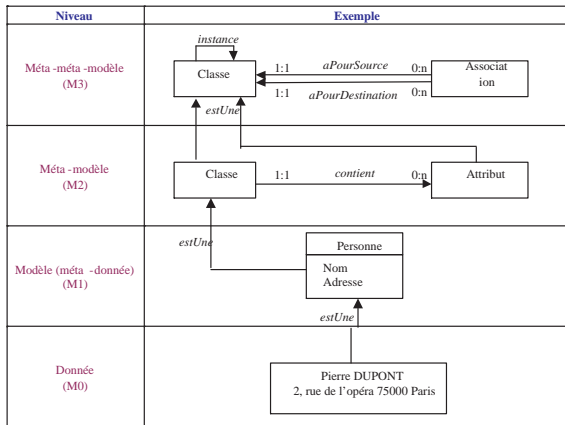 Niveau
Exemple
Méta -méta -modèle
(M3)
instance
Classe
1:1 aPourSource 0:n
1:1 aPourDestination 0:n
Associat
ion
estUne
Méta -modèle
(M2)
Classe
1:1 contient 0:n
Attribut
estUne
Modèle (méta -donnée)
(M1)
Personne
Nom
Adresse
estUne
Donnée
(M0)
Pierre DUPONT
2, rue de l'opéra 75000 Paris